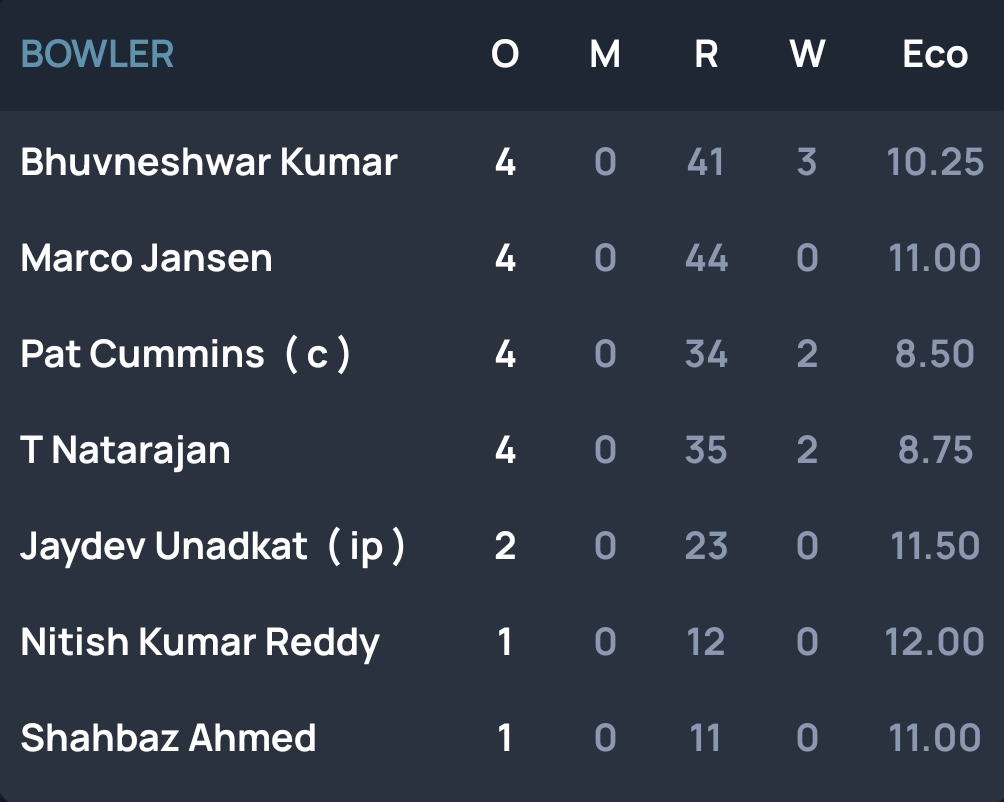 BOWLER O M R W Eco
Bhuvneshwar Kumar 4 0 41 3 10.25
Marco Jansen 4 0 44 0 11.00
Pat Cummins ( c ) 4 0 34 2 8.50
T Natarajan 4 0 35 2 8.75
Jaydev Unadkat ( ip ) 2 0 23 0 11.50
Nitish Kumar Reddy 1 0 12 0 12.00
Shahbaz Ahmed 1 0 11 0 11.00